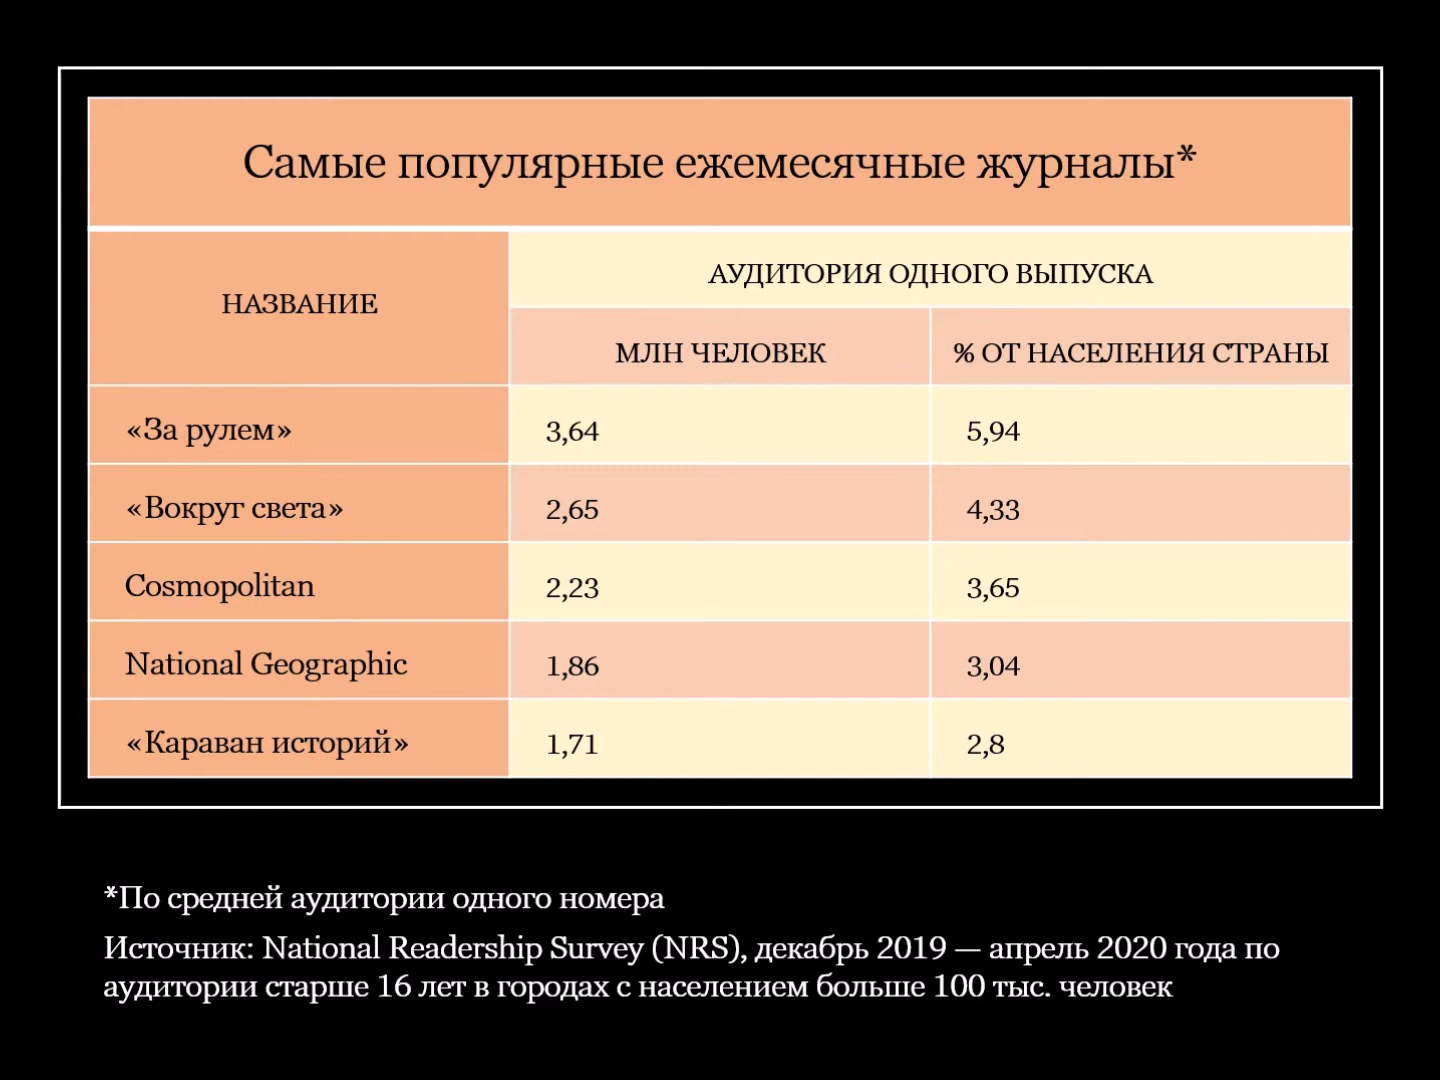 Самые популярные ежемесячные журналы*
НАЗВАНИЕ
АУДИТОРИЯ ОДНОГО ВЫПУСКА
МЛН ЧЕЛОВЕК
% ОТ НАСЕЛЕНИЯ СТРАНЫ
«За рулем» 3,64 5,94
«Вокруг света» 2,65 4,33
Cosmopolitan 2,23 3,65
National Geographic 1,86 3,04
«Караван историй» 1,71 2,8
*По средней аудитории одного номера
Источник: National Readership Survey (NRS), декабрь 2019 — апрель 2020 года по
аудитории старше 16 лет в городах с населением больше 100 тыс. человек